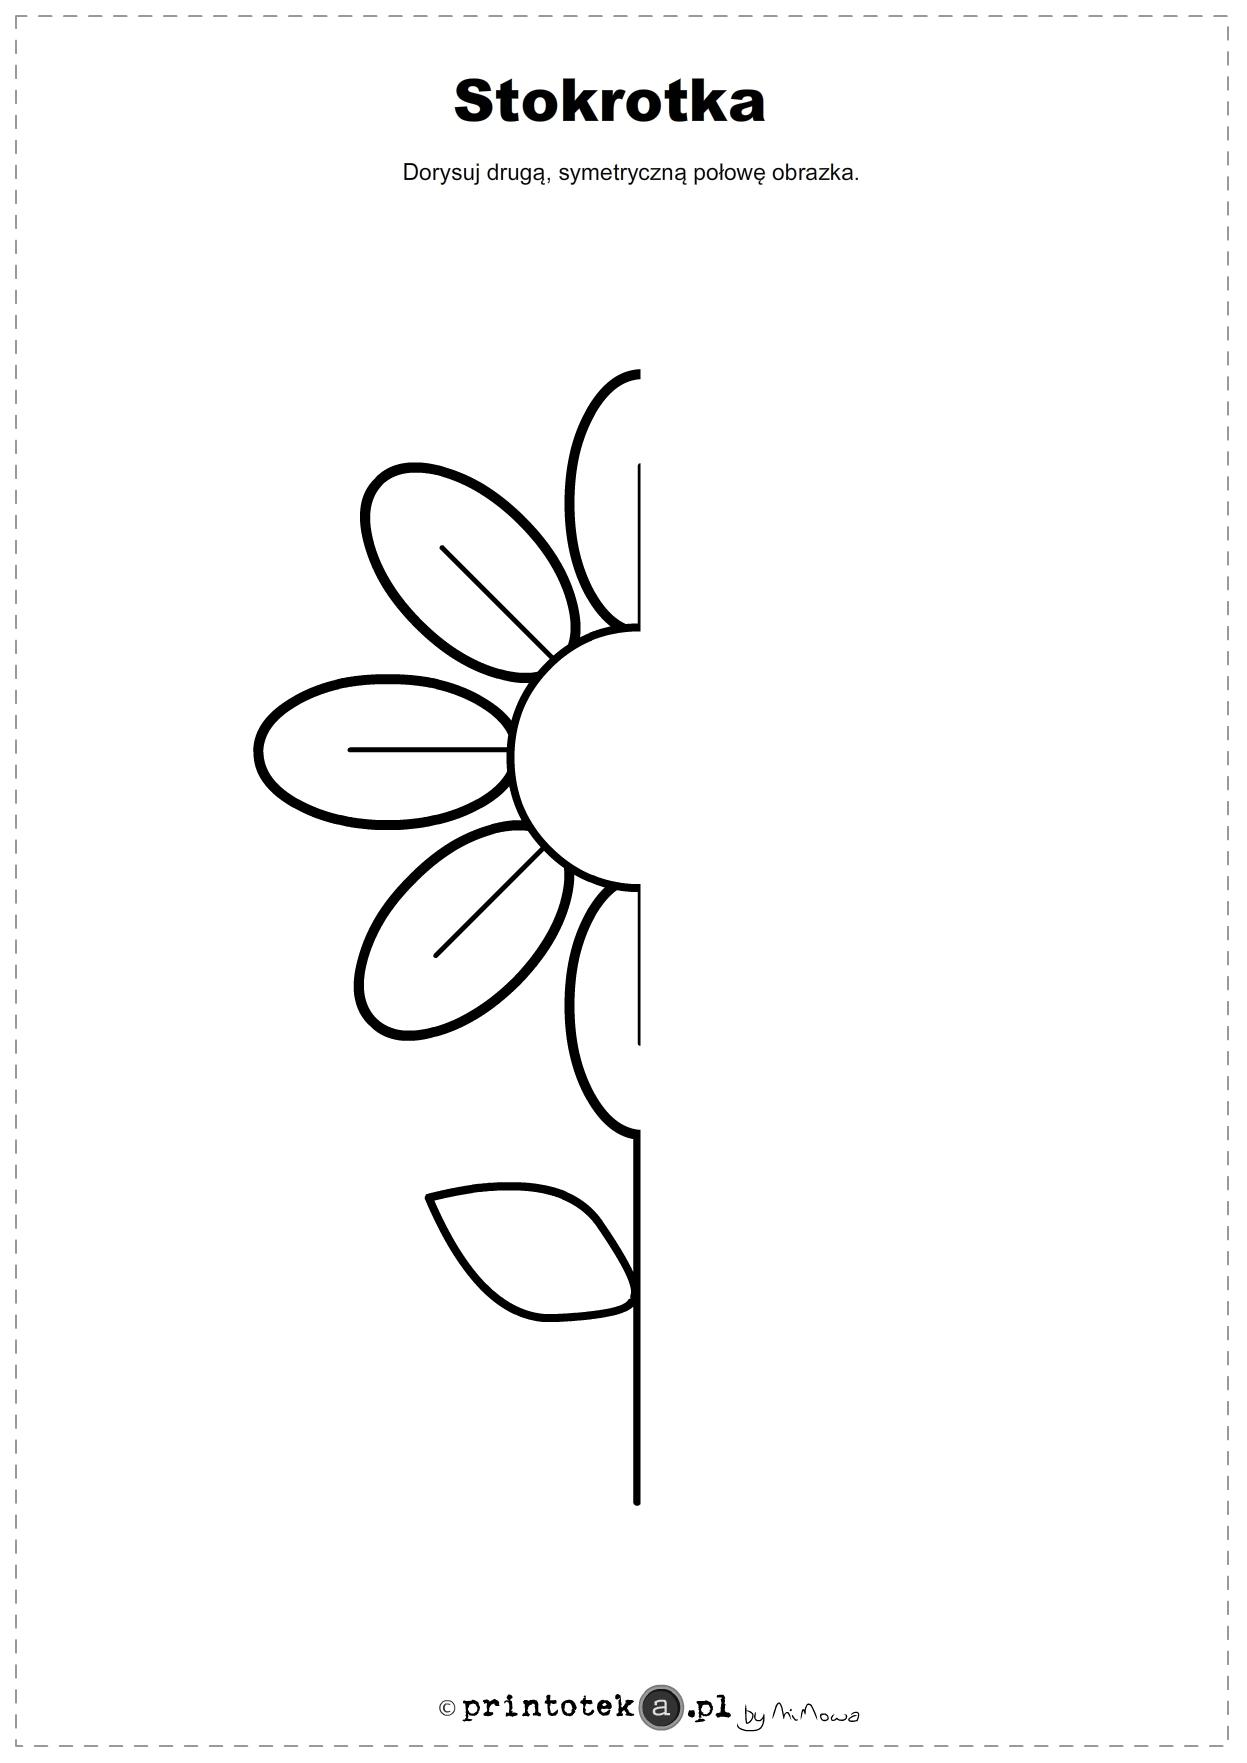 Stokrotka
Dorysuj drugą, symetryczną połowę obrazka.
© printoteka.pl by MiMowa